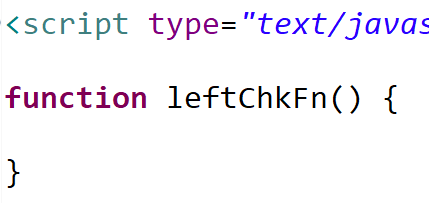 <script type="text/javas
function leftChkFn() {
}